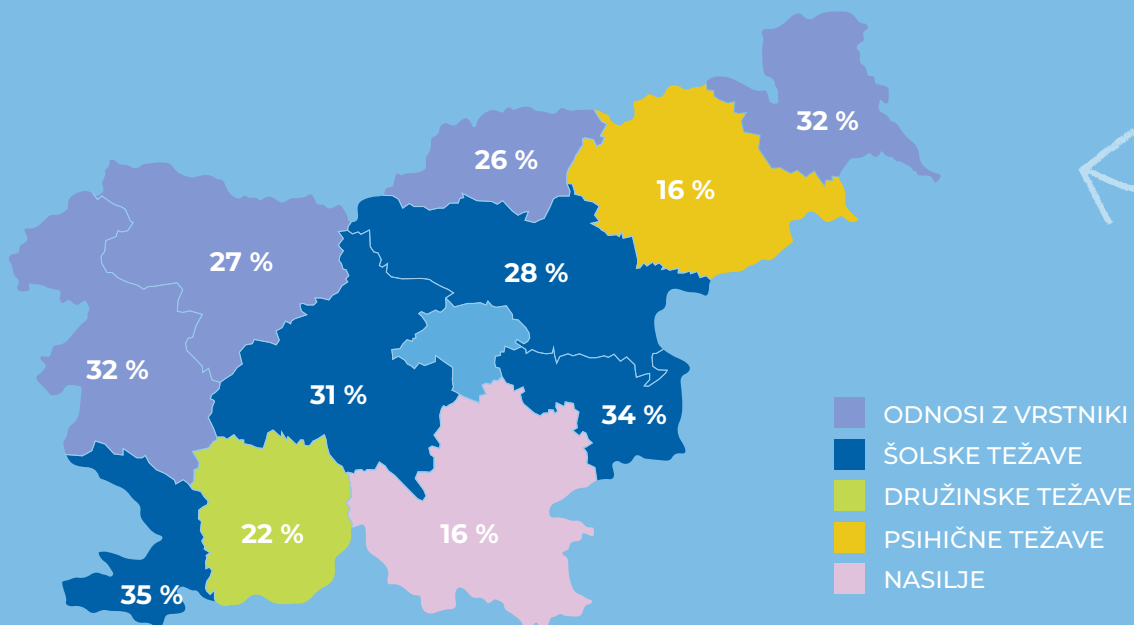 32 %
26 %
16 %
27 %
28 %
32 %
31 %
34 %
22 %
16 %
35 %
ODNOSI Z VRSTNIKI
ŠOLSKE TEŽAVE
DRUŽINSKE TEŽAVE
PSIHIČNE TEŽAVE
NASILJE